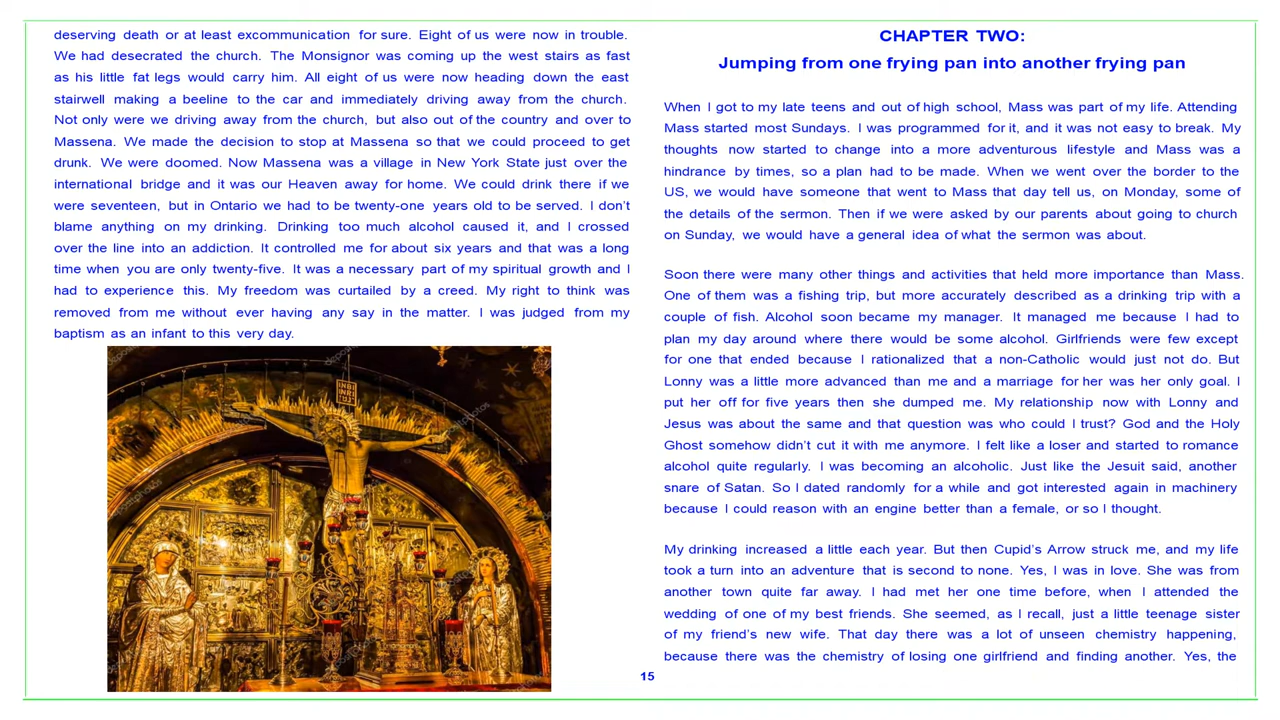 deserving death or at least excommunication for sure. Eight of us were now in trouble.
We had desecrated the church. The Monsignor was coming up the west stairs as fast
as his little fat legs would carry him. All eight of us were now heading down the east
stairwell making a beeline to the car and immediately driving away from the church.
Not only were we driving away from the church, but also out of the country and over to
Massena. We made the decision to stop at Massena so that we could proceed to get
drunk. We were doomed. Now Massena was a village in New York State just over the
international bridge and it was our Heaven away for home. We could drink there if we
were seventeen, but in Ontario we had to be twenty-one years old to be served. I don't
blame anything on my drinking. Drinking too much alcohol caused it, and I crossed
over the line into an addiction. It controlled me for about six years and that was a long
time when you are only twenty-five. It was a necessary part of my spiritual growth and I
had to experience this. My freedom was curtailed by a creed. My right to think was
removed from me without ever having any say in the matter. I was judged from my
baptism as an infant to this very day.
CHAPTER TWO:
Jumping from one frying pan into another frying pan
When I got to my late teens and out of high school, Mass was part of my life. Attending
Mass started most Sundays. I was programmed for it, and it was not easy to break. My
thoughts now started to change into a more adventurous lifestyle and Mass was a
hindrance by times, so a plan had to be made. When we went over the border to the
US, we would have someone that went to Mass that day tell us, on Monday, some of
the details of the sermon. Then if we were asked by our parents about going to church
on Sunday, we would have a general idea of what the sermon was about.
Soon there were many other things and activities that held more importance than Mass.
One of them was a fishing trip, but more accurately described as a drinking trip with a
couple of fish. Alcohol soon became my manager. It managed me because I had to
plan my day around where there would be some alcohol. Girlfriends were few except
for one that ended because I rationalized that a non-Catholic would just not do. But
Lonny was a little more advanced than me and a marriage for her was her only goal. I
put her off for five years then she dumped me. My relationship now with Lonny and
Jesus was about the same and that question was who could I trust? God and the Holy
Ghost somehow didn't cut it with me anymore. I felt like a loser and started to romance
alcohol quite regularly. I was becoming an alcoholic. Just like the Jesuit said, another
snare of Satan. So I dated randomly for a while and got interested again in machinery
because I could reason with an engine better than a female, or so I thought.
My drinking increased a little each year. But then Cupid's Arrow struck me, and my life
took a turn into an adventure that is second to none. Yes, I was in love. She was from
another town quite far away. I had met her one time before, when I attended the
wedding of one of my best friends. She seemed, as I recall, just a little teenage sister
of my friend's new wife. That day there was a lot of unseen chemistry happening,
because there was the chemistry of losing one girlfriend and finding another. Yes, the
15